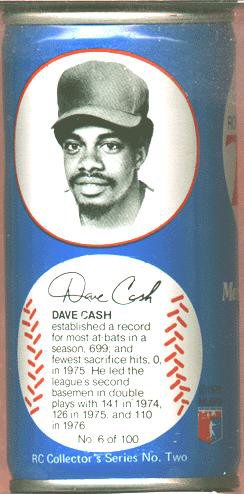 Dave Cash
DAVE CASH
established a record
for most at-bats in a
season, 699; and
fewest sacrifice hits, 0,
in 1975. He led the
league's second
basemen in double
plays with 141 in 1974,
126 in 1975, and 110
in 1976.
No. 6 of 100
RC Collector's Series No. Two